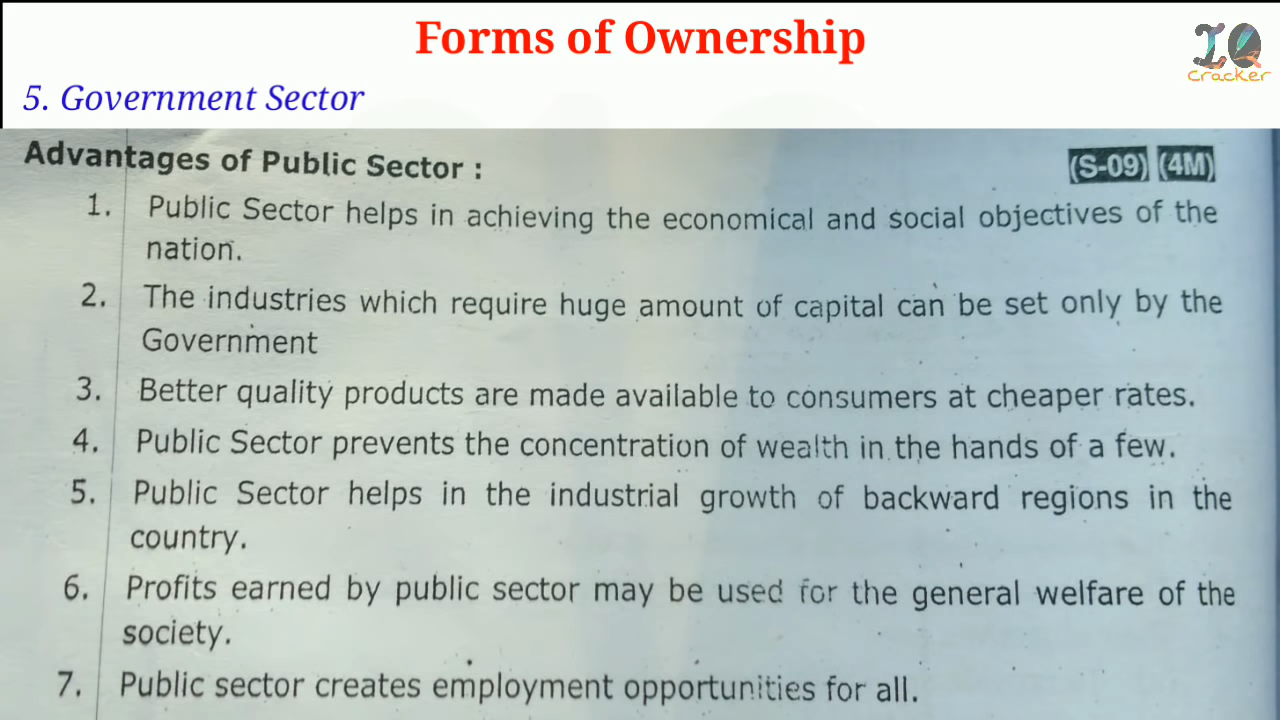 Forms of Ownership
IQ
Cracker
5. Government Sector
Advantages of Public Sector :
(S-09) (4M)
1. Public Sector helps in achieving the economical and social objectives of the
nation.
2. The industries which require huge amount of capital can be set only by the
Government
3. Better quality products are made available to consumers at cheaper rates.
4. Public Sector prevents the concentration of wealth in the hands of a few.
5. Public Sector helps in the industrial growth of backward regions in the
country.
6. Profits earned by public sector may be used for the general welfare of the
society.
7. Public sector creates employment opportunities for all.